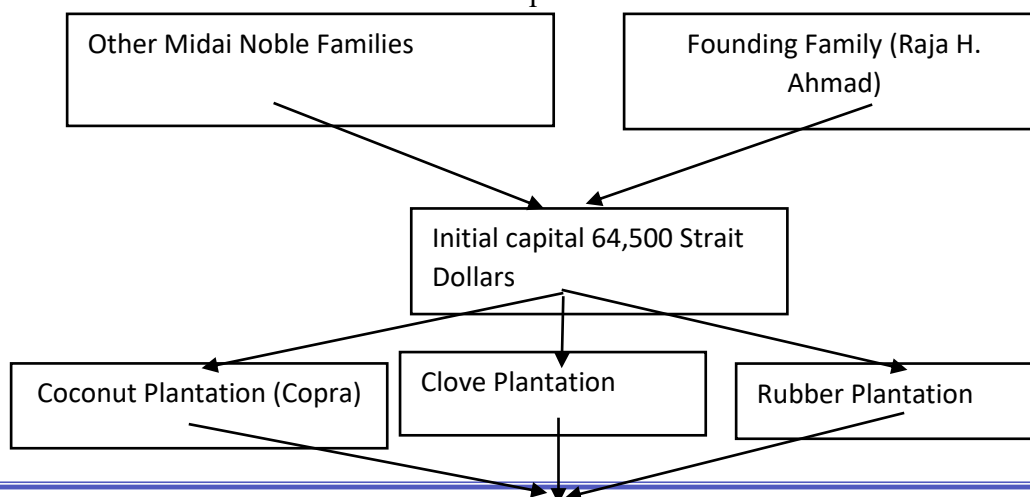 Other Midai Noble Families
Founding Family (Raja H.
Ahmad)
Initial capital 64,500 Strait
Dollars
Coconut Plantation (Copra)
Clove Plantation
Rubber Plantation